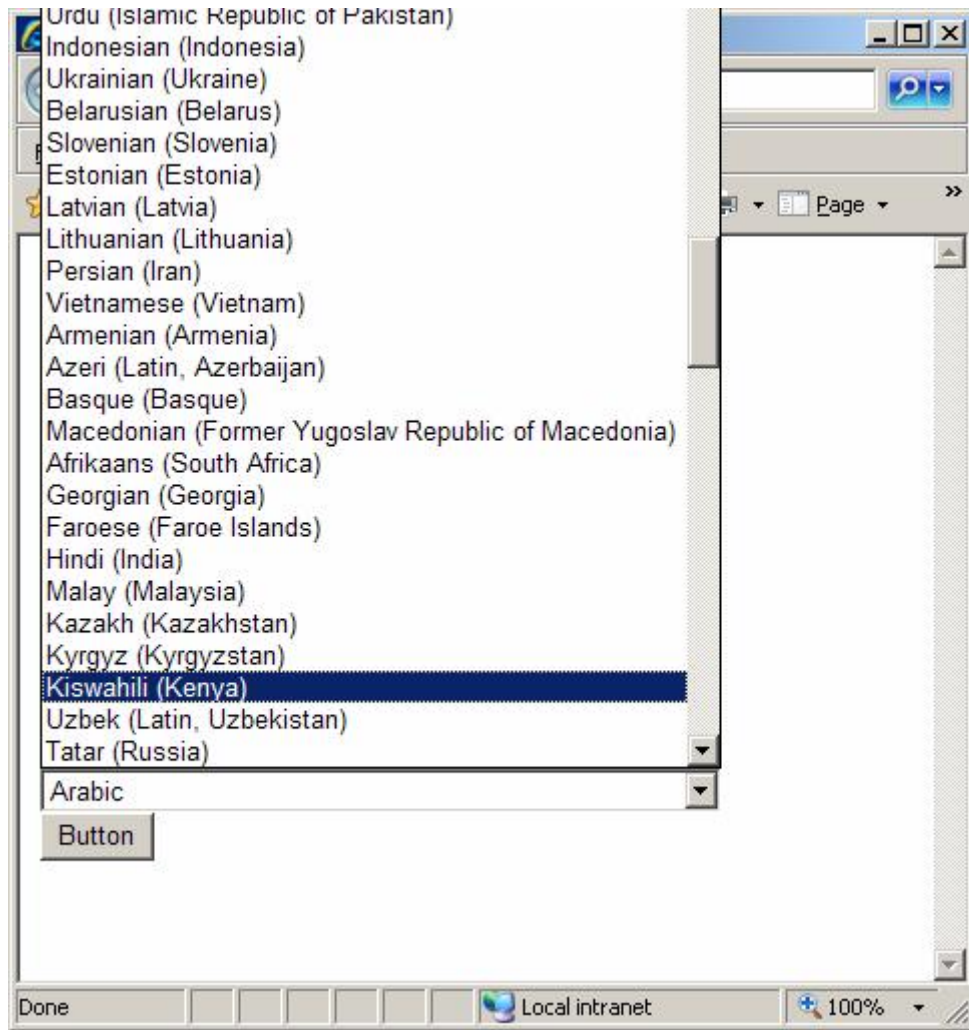 Urdu (Islamic Republic of Pakistan)
Indonesian (Indonesia)
Ukrainian (Ukraine)
Belarusian (Belarus)
Slovenian (Slovenia)
Estonian (Estonia)
Latvian (Latvia)
Page
Lithuanian (Lithuania)
Persian (Iran)
Vietnamese (Vietnam)
Armenian (Armenia)
Azeri (Latin, Azerbaijan)
Basque (Basque)
Macedonian (Former Yugoslav Republic of Macedonia)
Afrikaans (South Africa)
Georgian (Georgia)
Faroese (Faroe Islands)
Hindi (India)
Malay (Malaysia)
Kazakh (Kazakhstan)
Kyrgyz (Kyrgyzstan)
Kiswahili (Kenya)
Uzbek (Latin, Uzbekistan)
Tatar (Russia)
Arabic
Button
Done
Local intranet
100%